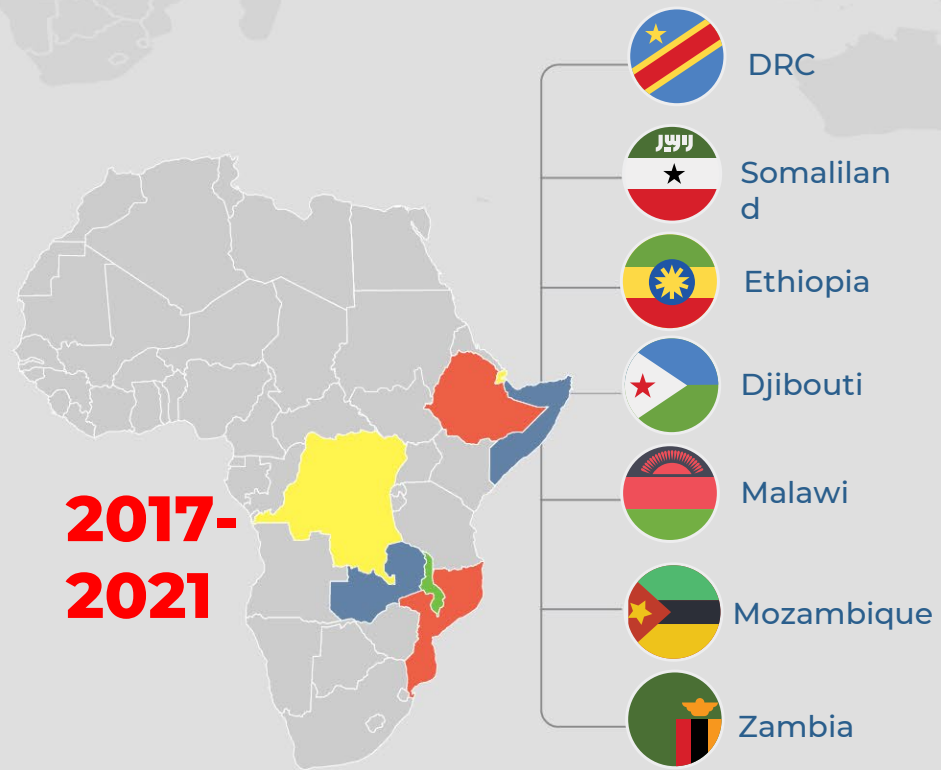 DRC
Somalilan
d
Ethiopia
Djibouti
Malawi
2017-
2021
Mozambique
Zambia